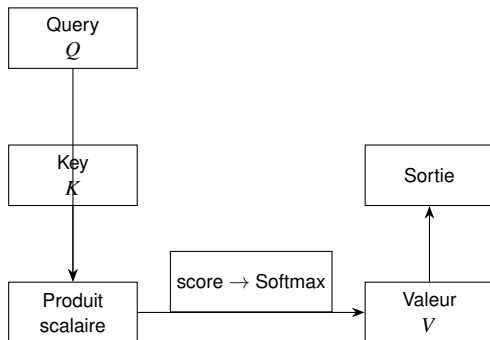 Query
Q
Key
K
Sortie
score → Softmax
Produit
scalaire
Valeur
V